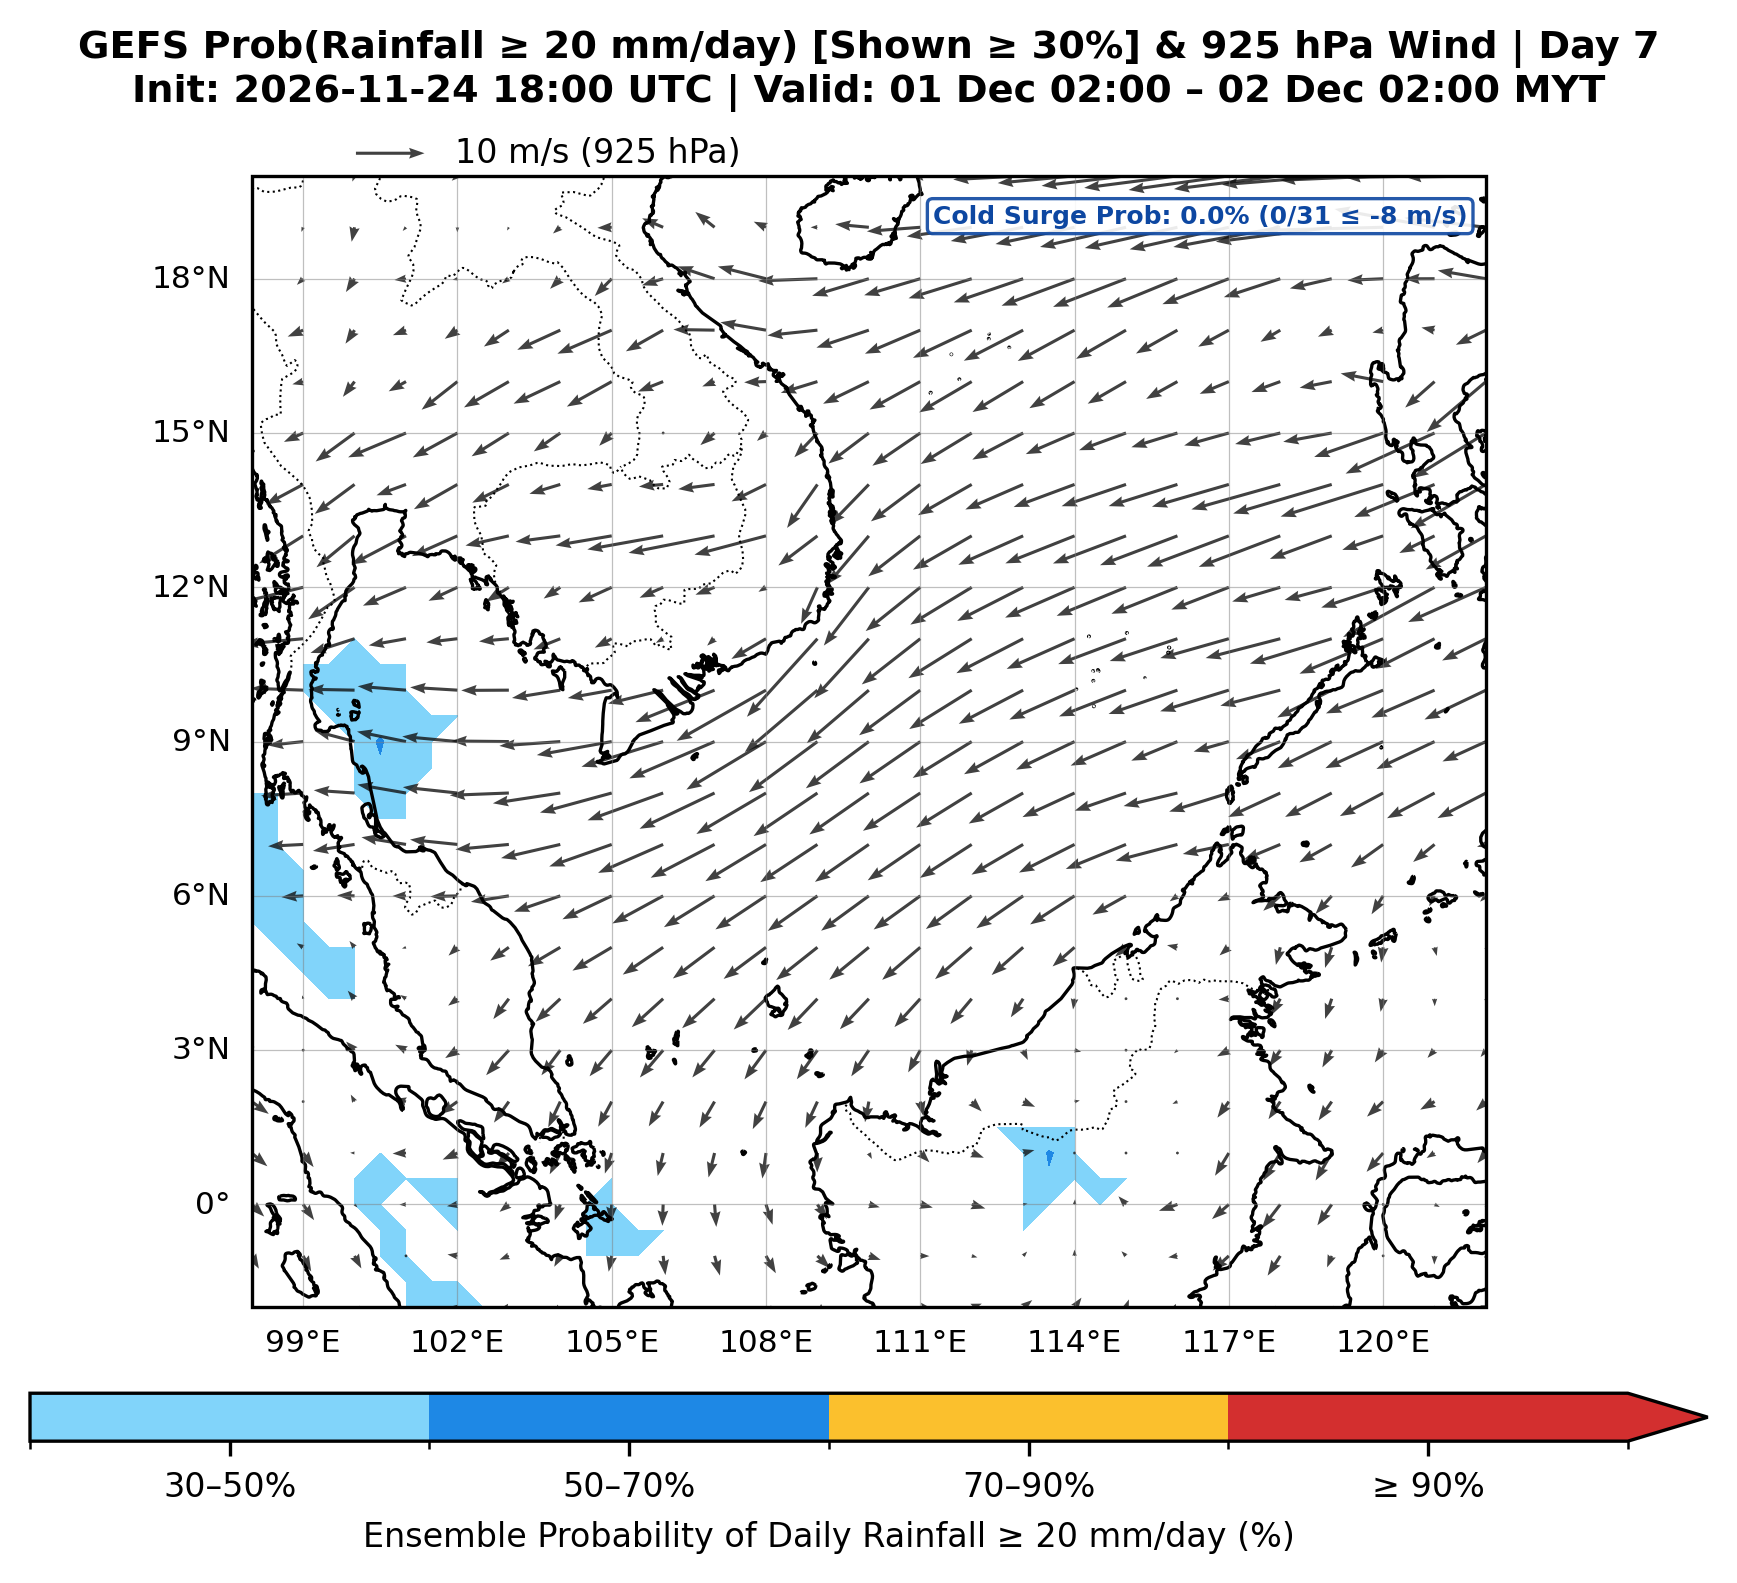 GEFS Prob(Rainfall ≥ 20 mm/day) [Shown ≥ 30%] & 925 hPa Wind | Day 7
Init: 2026-11-24 18:00 UTC | Valid: 01 Dec 02:00 – 02 Dec 02:00 MYT
10 m/s (925 hPa)
Cold Surge Prob: 0.0% (0/31 ≤ -8 m/s)
18°N
15°N
12°N
9°N
6°N
3°N
0°
99°E 102°E 105°E 108°E 111°E 114°E 117°E 120°E
30–50% 50–70% 70–90% ≥ 90%
Ensemble Probability of Daily Rainfall ≥ 20 mm/day (%)